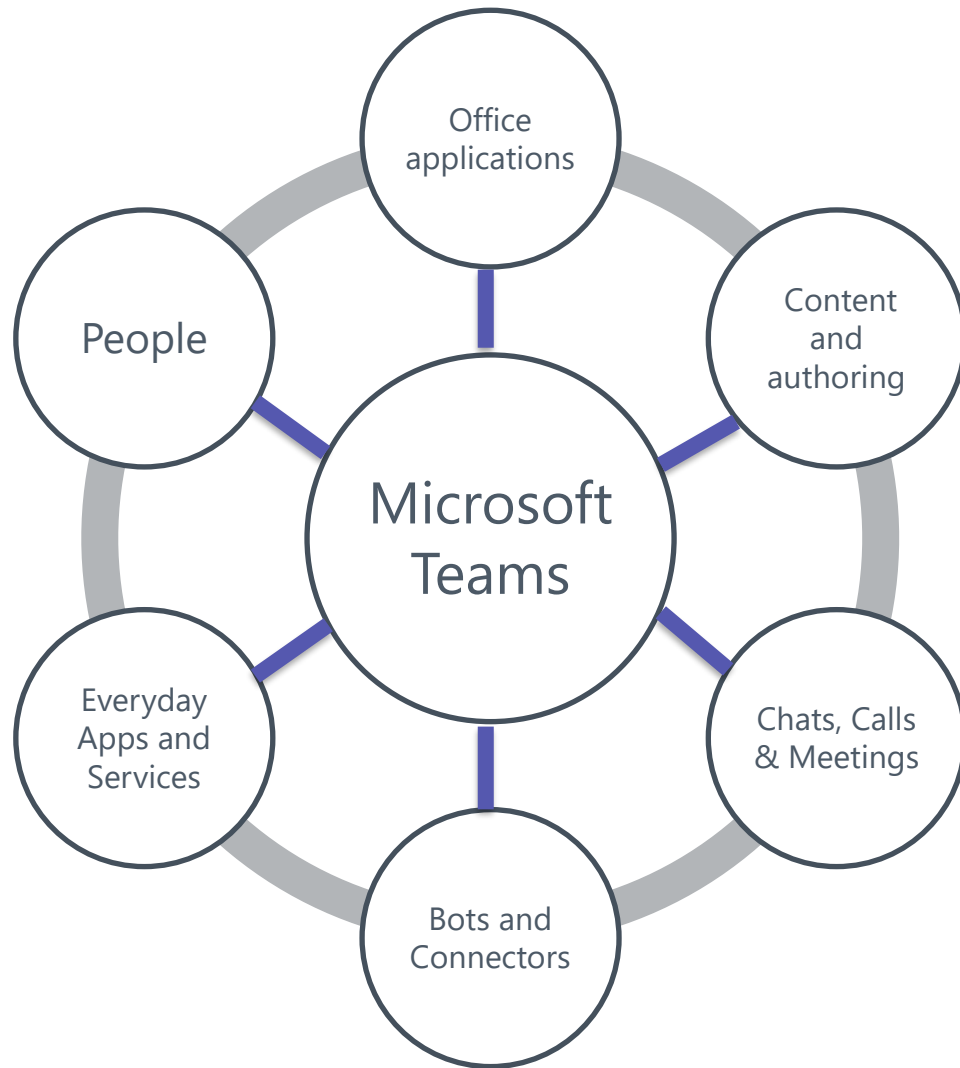 Office
applications
Content
and
authoring
Chats, Calls
& Meetings
Bots and
Connectors
Everyday
Apps and
Services
People
Microsoft
Teams